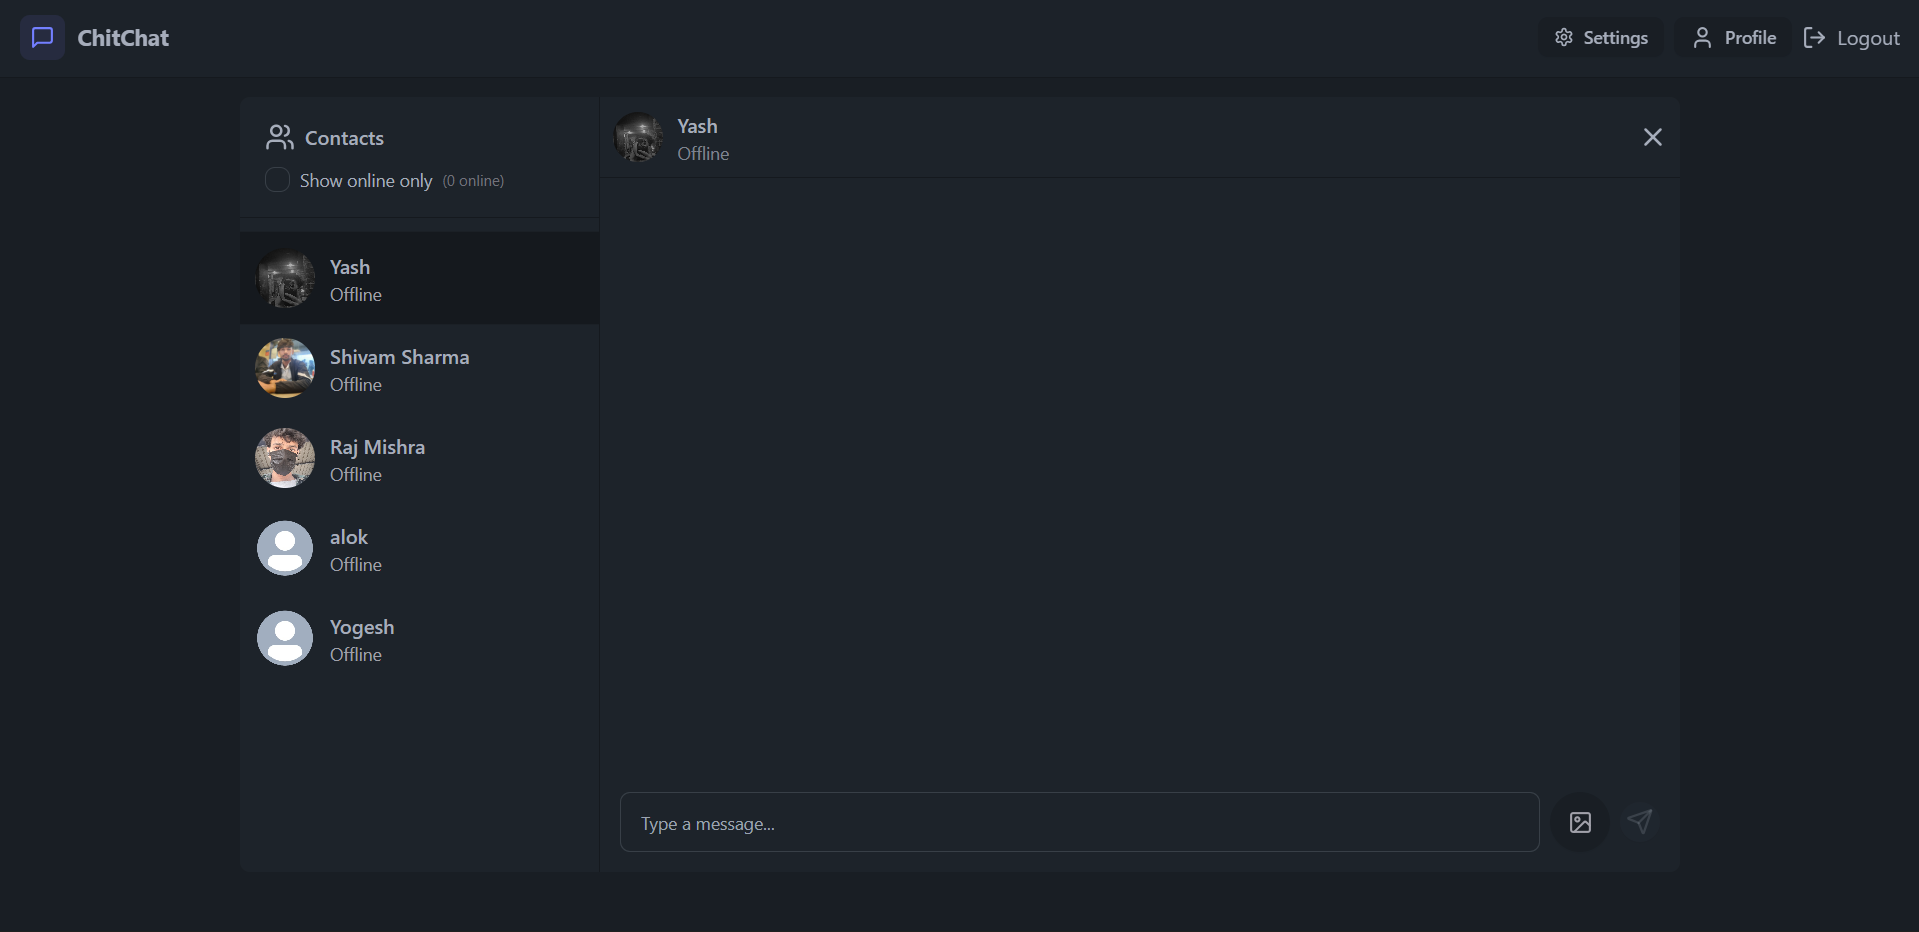 ChitChat
Settings
Profile
Logout
Contacts
Show online only (0 online)
Yash
Offline
Shivam Sharma
Offline
Raj Mishra
Offline
alok
Offline
Yogesh
Offline
Yash
Offline
Type a message...